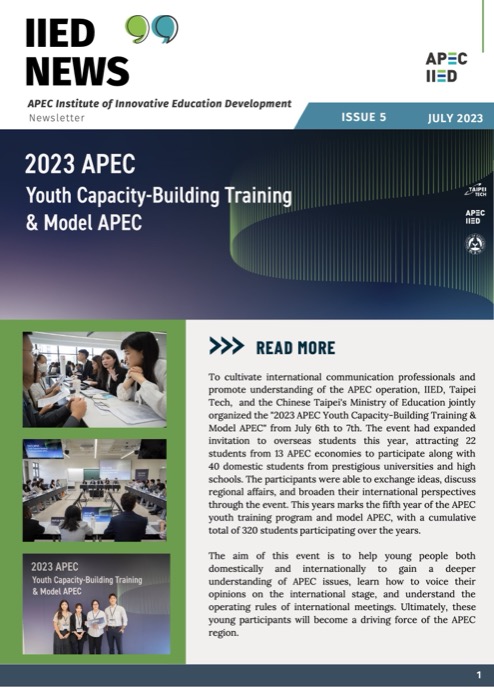 IIED
NEWS
APEC
IIED
APEC Institute of Innovative Education Development
Newsletter
ISSUE 5
JULY 2023
2023 APEC
Youth Capacity-Building Training
& Model APEC
TAIPEI
TECH
APEC
IIED
>>> READ MORE
To cultivate international communication professionals and
promote understanding of the APEC operation, IIED, Taipei
Tech, and the Chinese Taipei's Ministry of Education jointly
organized the "2023 APEC Youth Capacity-Building Training &
Model APEC" from July 6th to 7th. The event had expanded
invitation to overseas students this year, attracting 22
students from 13 APEC economies to participate along with
40 domestic students from prestigious universities and high
schools. The participants were able to exchange ideas, discuss
regional affairs, and broaden their international perspectives
through the event. This years marks the fifth year of the APEC
youth training program and model APEC, with a cumulative
total of 320 students participating over the years.
The aim of this event is to help young people both
domestically and internationally to gain a deeper
understanding of APEC issues, learn how to voice their
opinions on the international stage, and understand the
operating rules of international meetings. Ultimately, these
young participants will become a driving force of the APEC
region.
2023 APEC
Youth Capacity-Building Training
& Model APEC
1